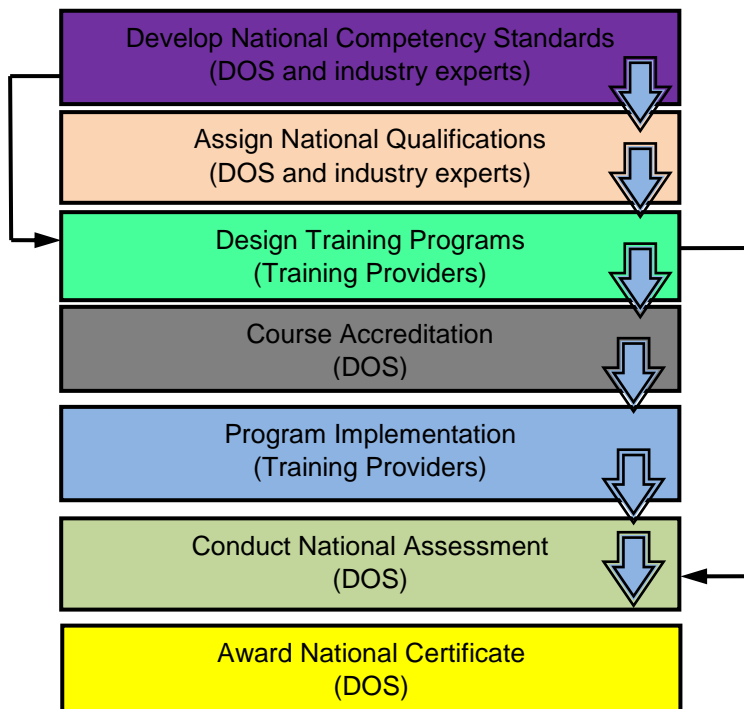 Develop National Competency Standards
(DOS and industry experts)
Assign National Qualifications
(DOS and industry experts)
Design Training Programs
(Training Providers)
Course Accreditation
(DOS)
Program Implementation
(Training Providers)
Conduct National Assessment
(DOS)
Award National Certificate
(DOS)